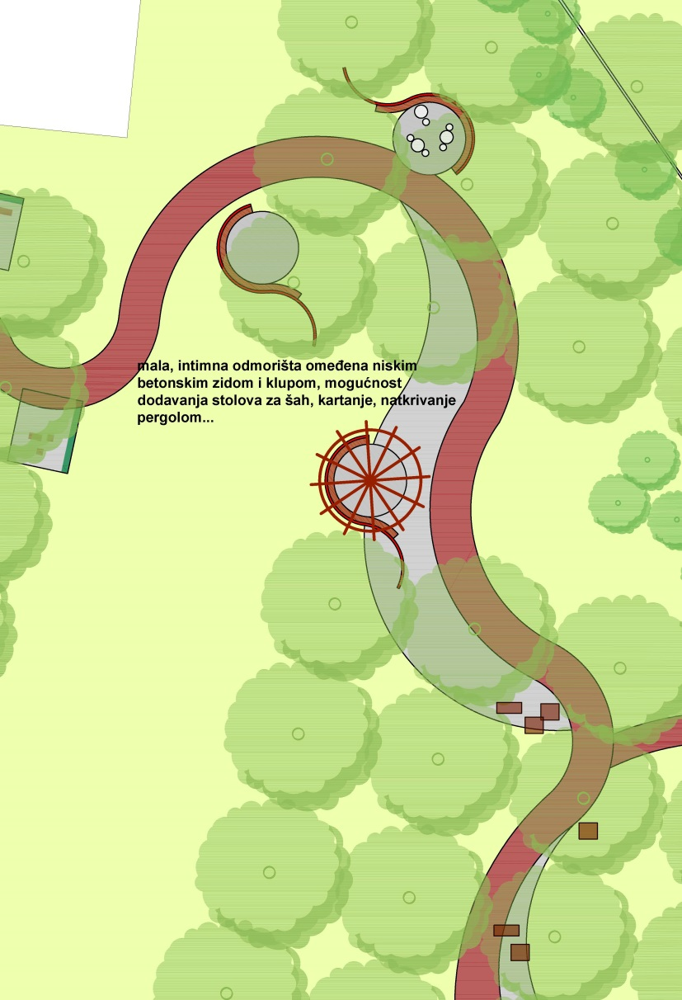 mala, intimna odmorišta omeđena niskim
betonskim zidom i klupom, mogućnost
dodavanja stolova za šah, kartanje, natkrivanje
pergolom...